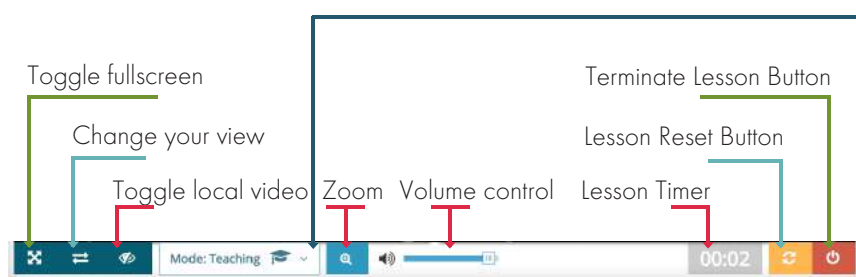 Toggle fullscreen
Terminate Lesson Button
Change your view
Lesson Reset Button
Toggle local video
Zoom
Volume control
Lesson Timer
Mode: Teaching
00:02